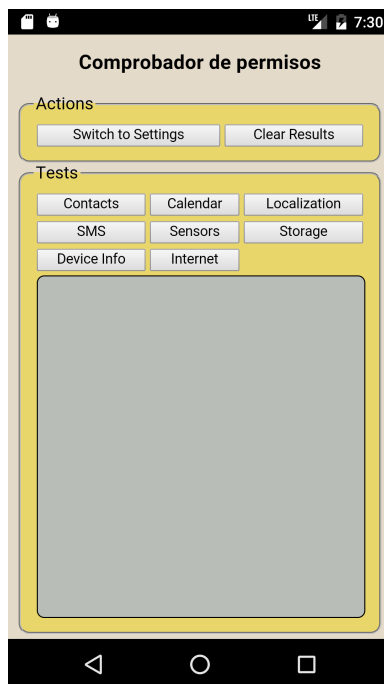 LTE 7:30
Comprobador de permisos
Actions
Switch to Settings Clear Results
Tests
Contacts Calendar Localization
SMS Sensors Storage
Device Info Internet